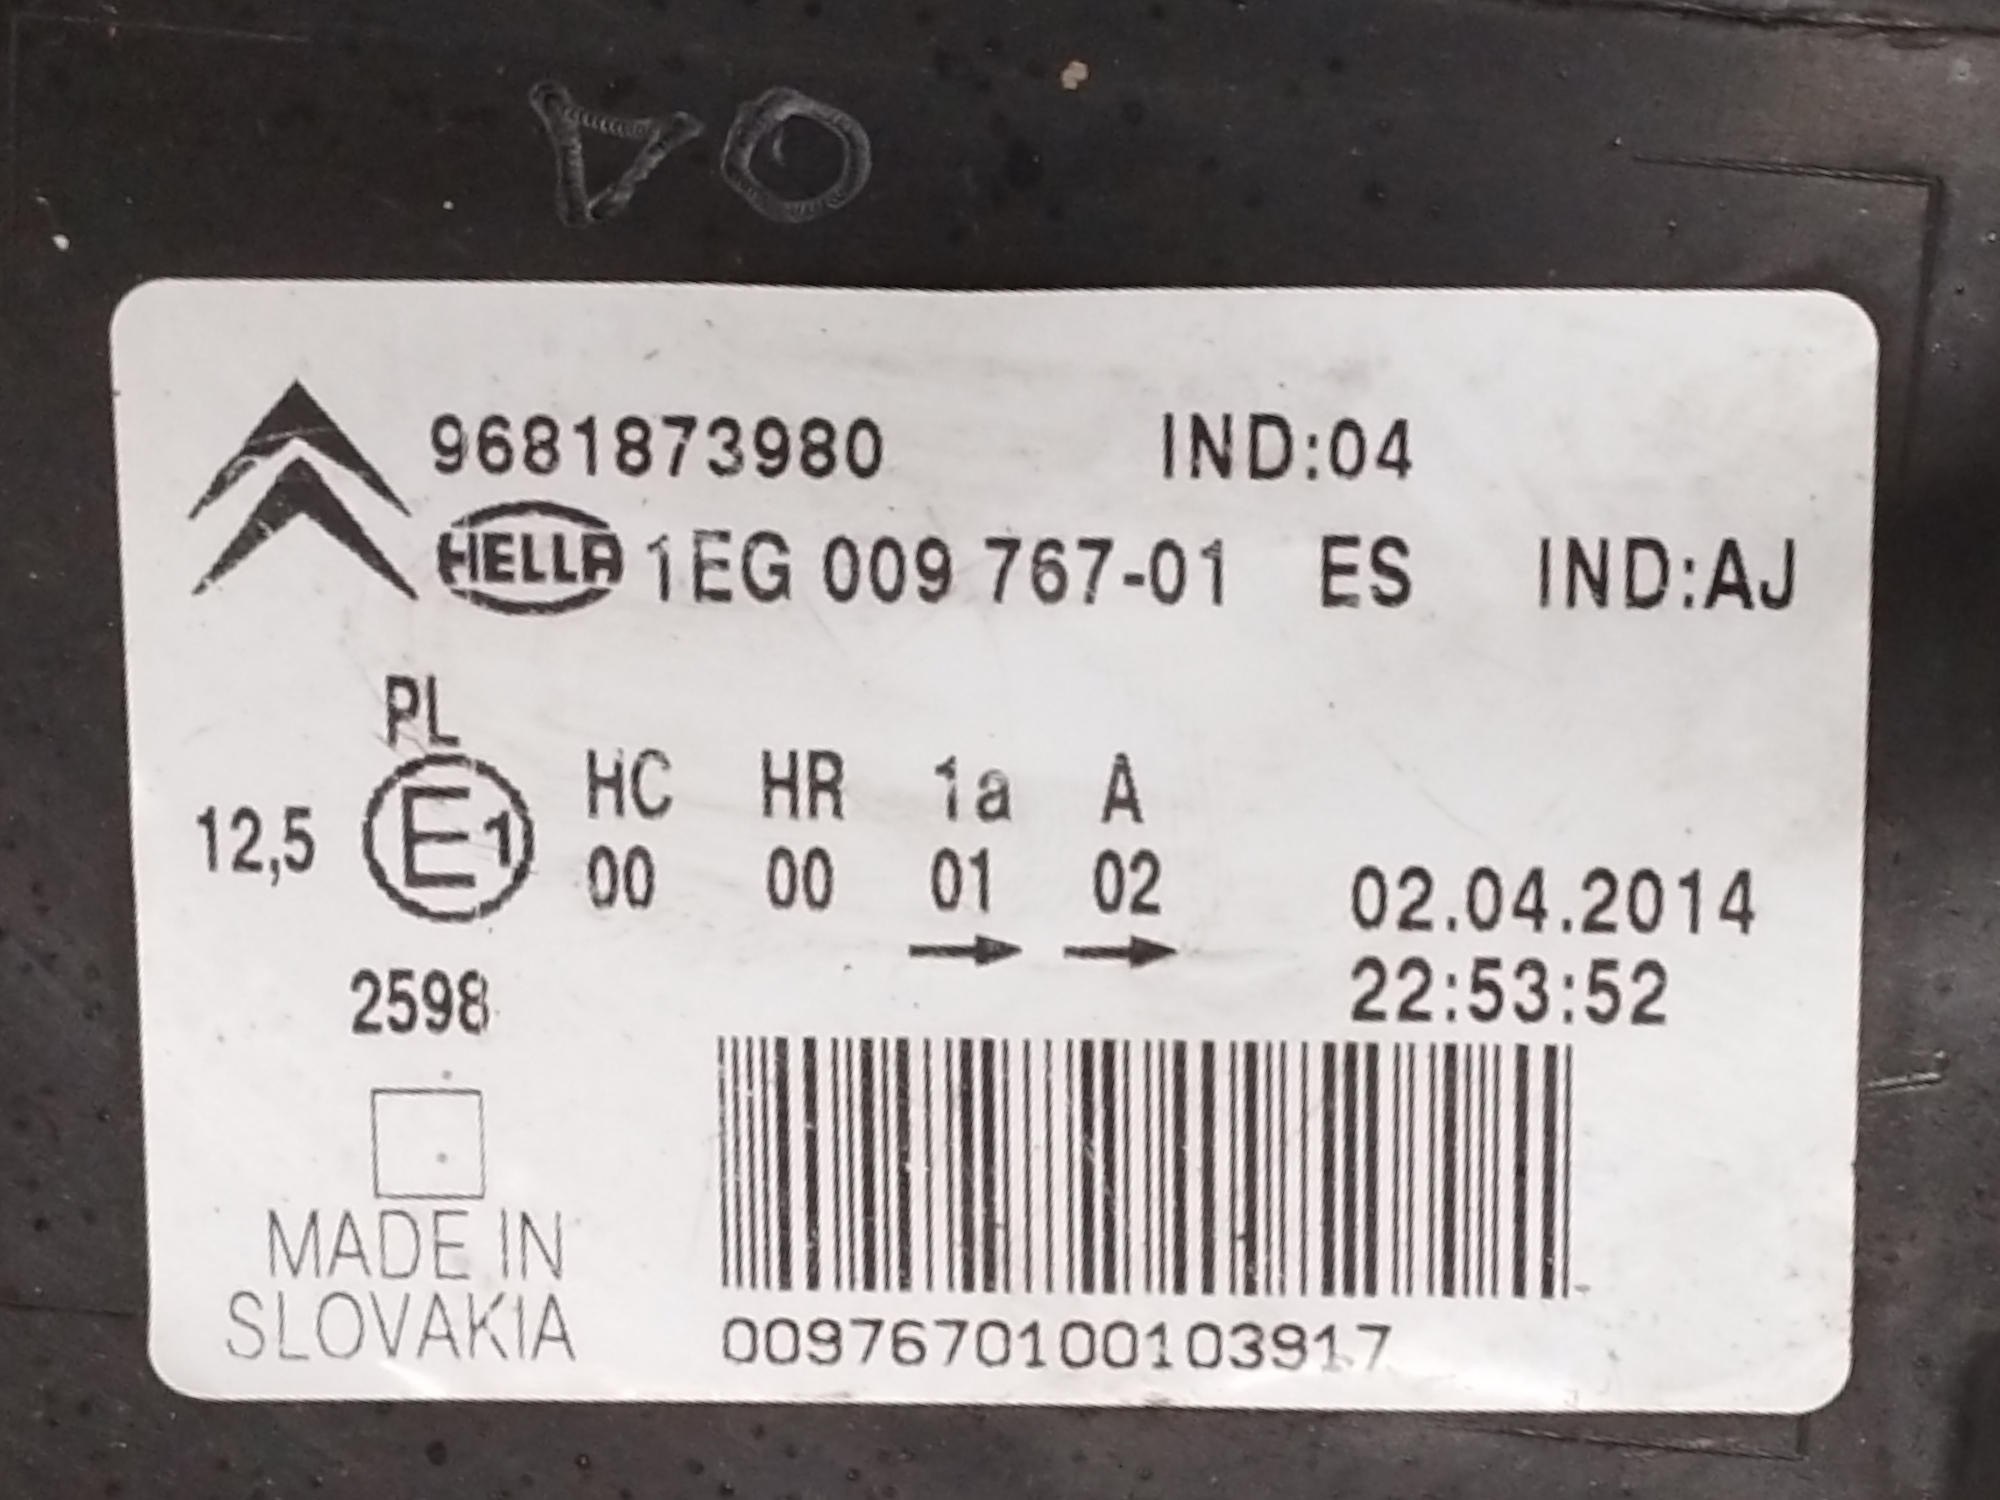 9681873980 IND:04
HELLA 1EG 009 767-01 ES IND:AJ
PL
12,5 E1 HC HR 1a A
00 00 01 02
→ →
02.04.2014
22:53:52
2598
MADE IN
SLOVAKIA
0097670100103917